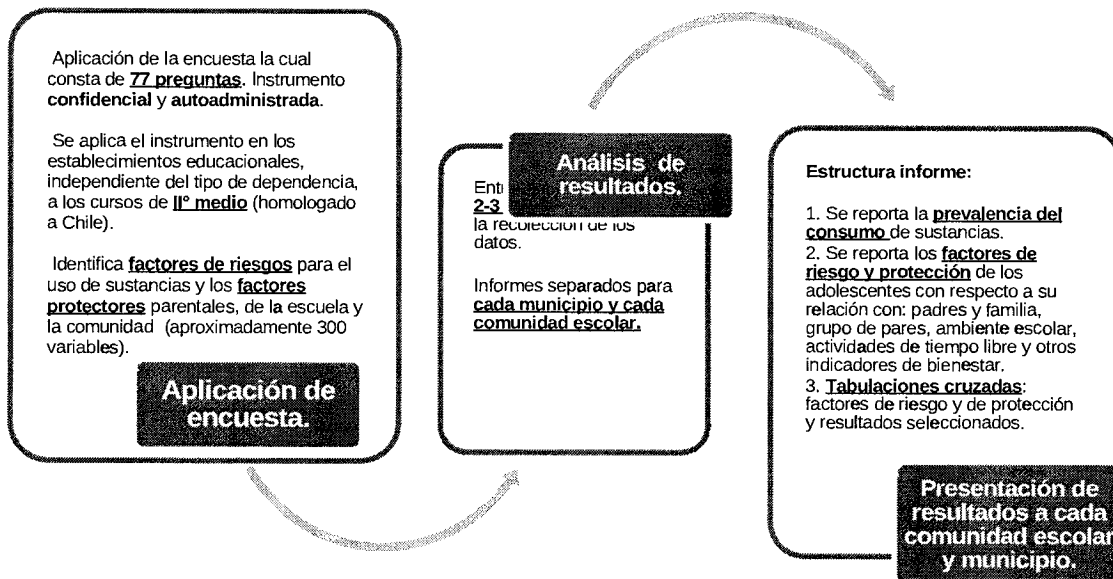 Aplicación de la encuesta la cual
consta de 77 preguntas. Instrumento
confidencial y autoadministrada.
Se aplica el instrumento en los
establecimientos educacionales,
independiente del tipo de dependencia,
a los cursos de IIº medio (homologado
a Chile).
Identifica factores de riesgos para el
uso de sustancias y los factores
protectores parentales, de la escuela y
la comunidad (aproximadamente 300
variables).
Aplicación de
encuesta.
Análisis de
resultados.
2-3
la recolección de los
datos.
Informes separados para
cada municipio y cada
comunidad escolar.
Estructura informe:
1. Se reporta la prevalencia del
consumo de sustancias.
2. Se reporta los factores de
riesgo y protección de los
adolescentes con respecto a su
relación con: padres y familia,
grupo de pares, ambiente escolar,
actividades de tiempo libre y otros
indicadores de bienestar.
3. Tabulaciones cruzadas:
factores de riesgo y de protección
y resultados seleccionados.
Presentación de
resultados a cada
comunidad escolar
y municipio.